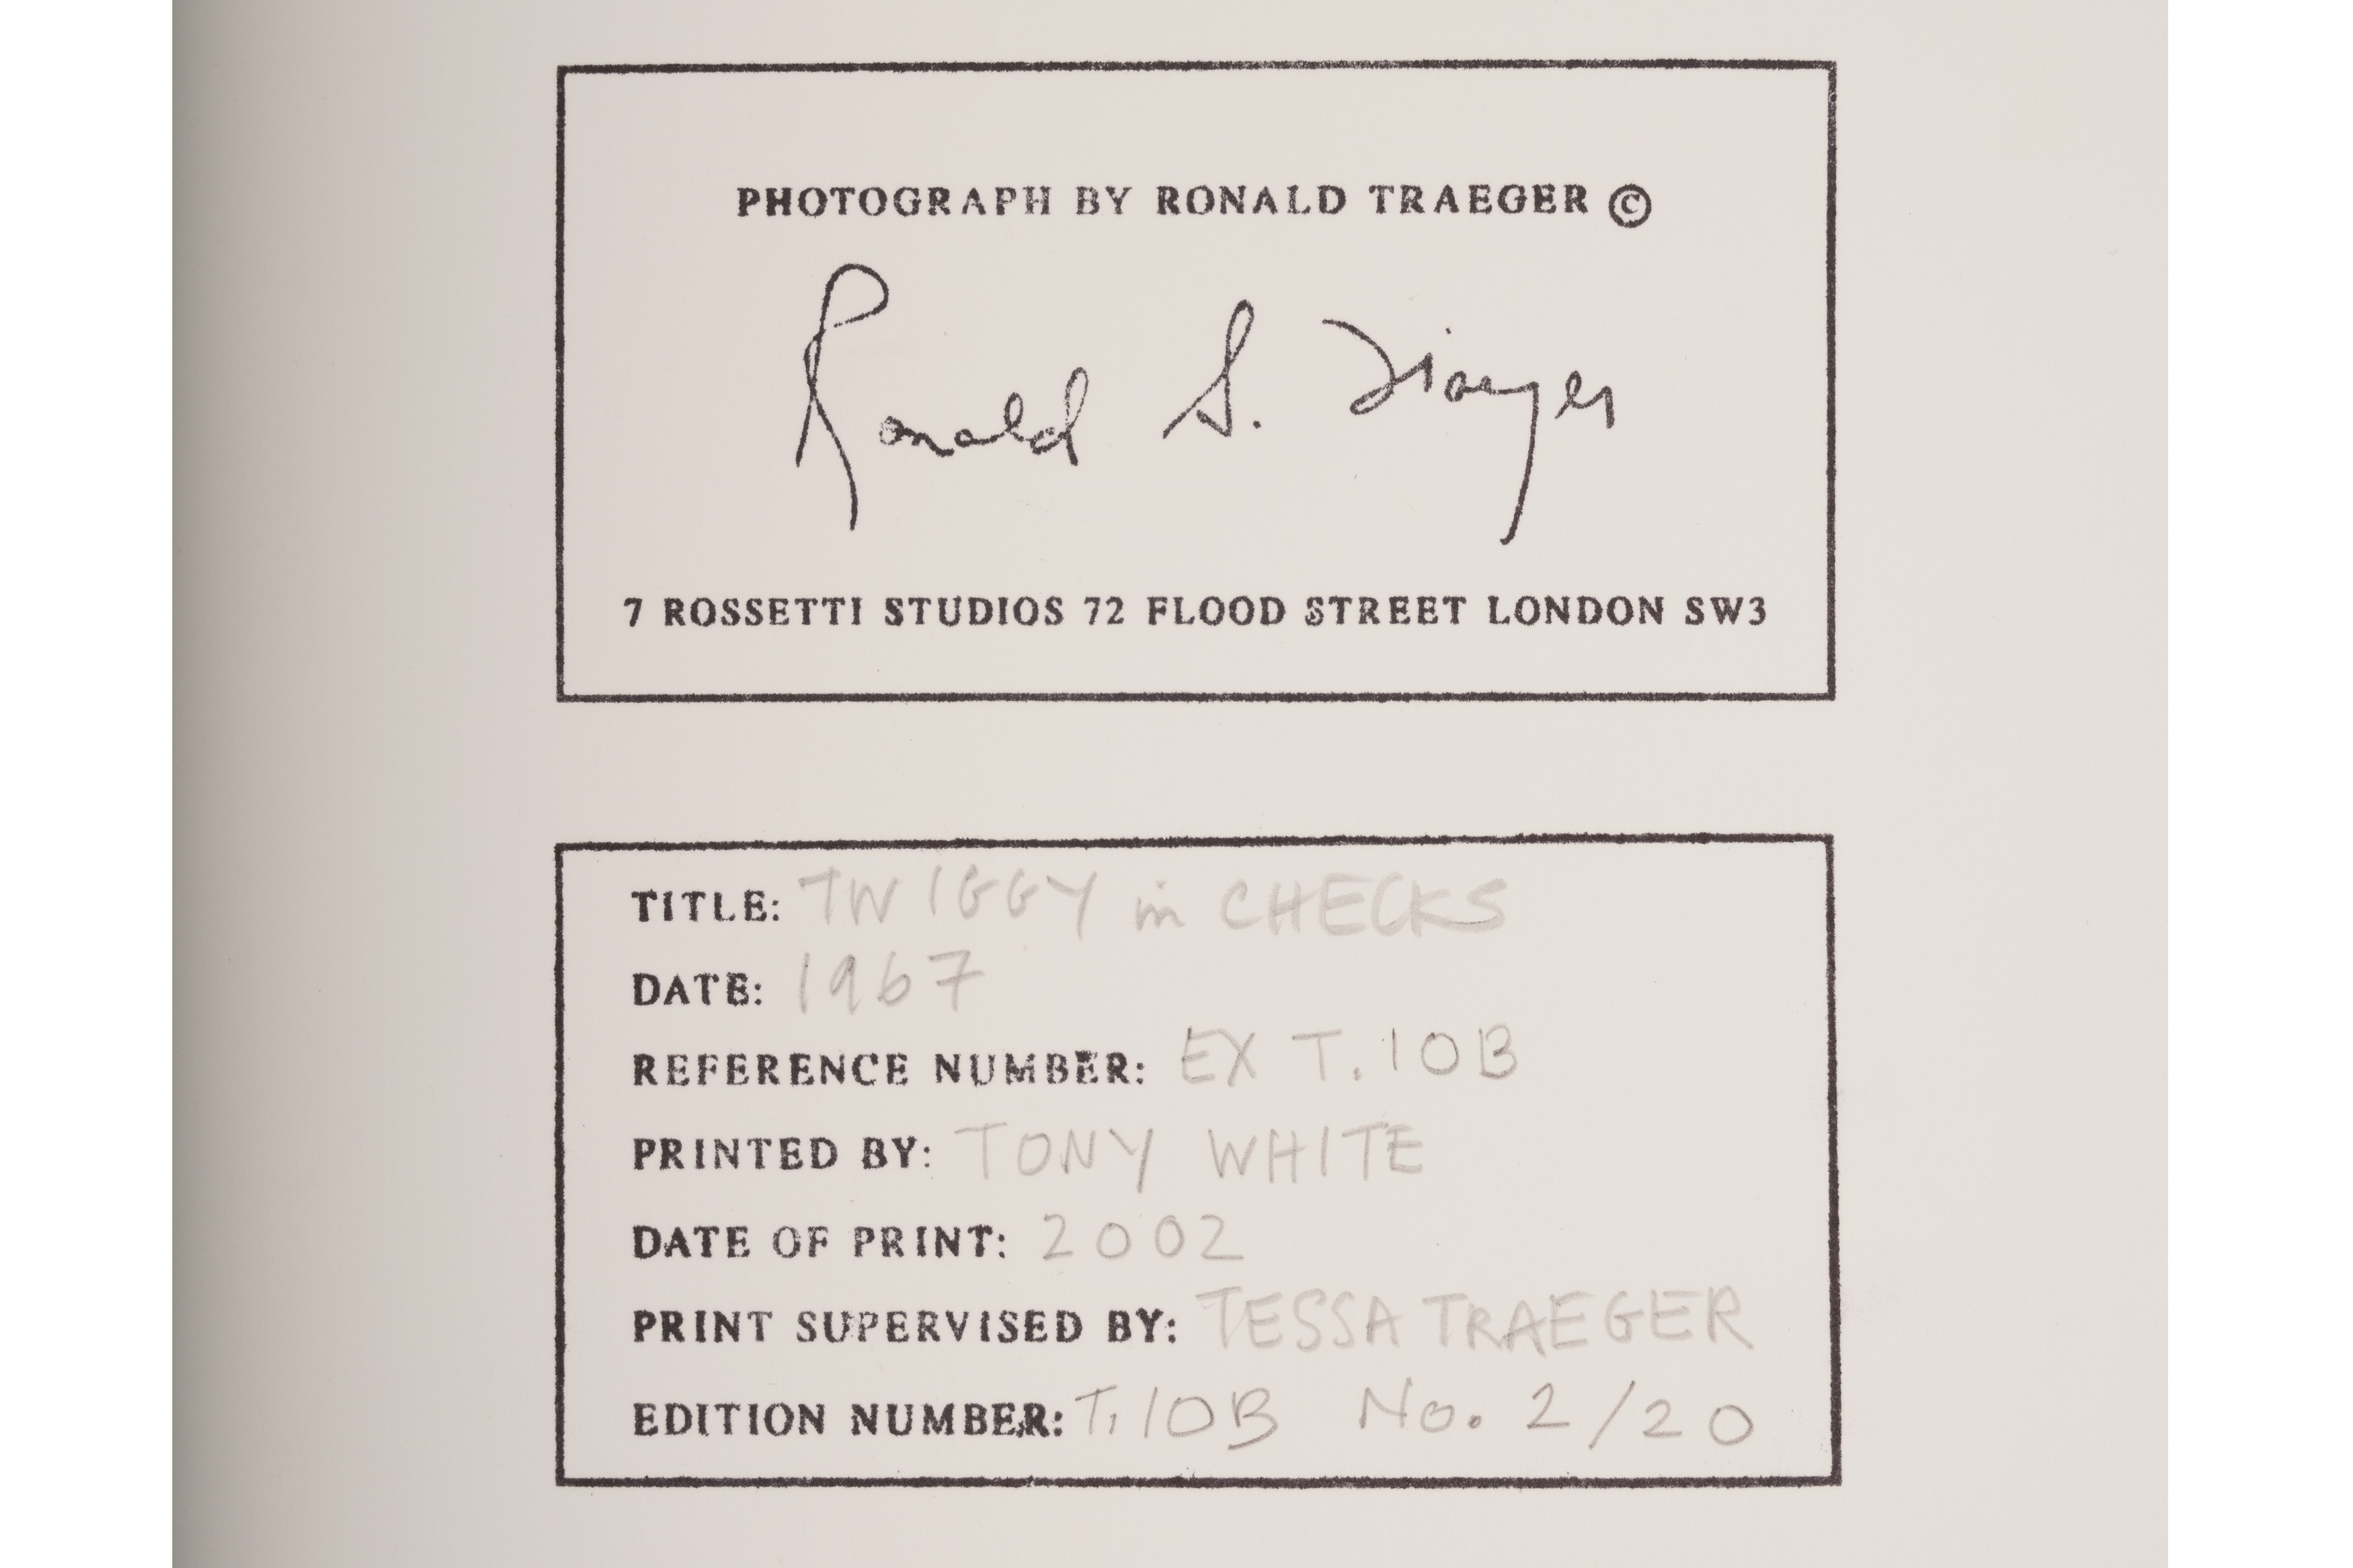 PHOTOGRAPH BY RONALD TRAEGER ©
Ronald S. Traeger
7 ROSSETTI STUDIOS 72 FLOOD STREET LONDON SW3
TITLE: TWIGGY in CHECKS
DATE: 1967
REFERENCE NUMBER: EX T.10B
PRINTED BY: TONY WHITE
DATE OF PRINT: 2002
PRINT SUPERVISED BY: TESSA TRAEGER
EDITION NUMBER: T.10B No. 2/20